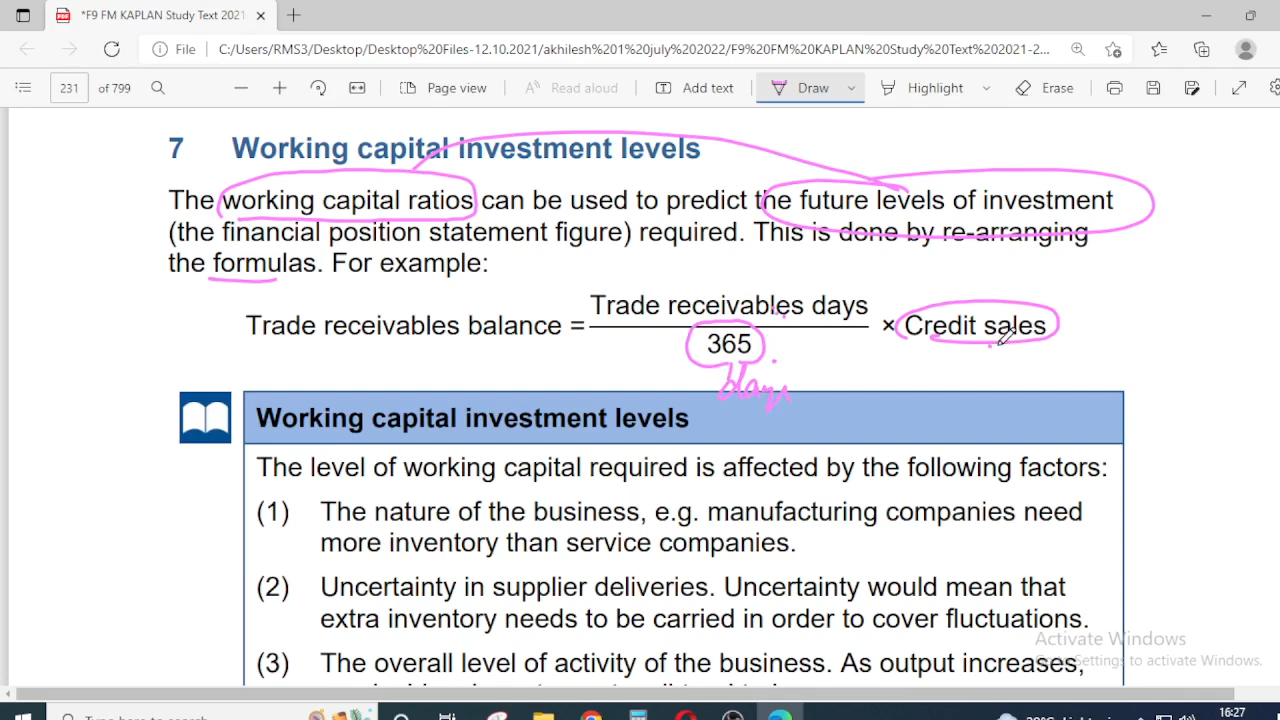 *F9 FM KAPLAN Study Text 2021
File C:/Users/RMS3/Desktop/Desktop%20Files-12.10.2021/akhilesh%201%20july%202022/F9%20FM%20KAPLAN%20Study%20Text%202021-2...
231 of 799 Page view Read aloud Add text Draw Highlight Erase
7 Working capital investment levels
The working capital ratios can be used to predict the future levels of investment
(the financial position statement figure) required. This is done by re-arranging
the formulas. For example:
Trade receivables balance = Trade receivables days
365
× Credit sales
Working capital investment levels
The level of working capital required is affected by the following factors:
(1) The nature of the business, e.g. manufacturing companies need
more inventory than service companies.
(2) Uncertainty in supplier deliveries. Uncertainty would mean that
extra inventory needs to be carried in order to cover fluctuations.
(3) The overall level of activity of the business. As output increases,
Activate Windows
Go to Settings to activate Windows.
Type here to search
16:27